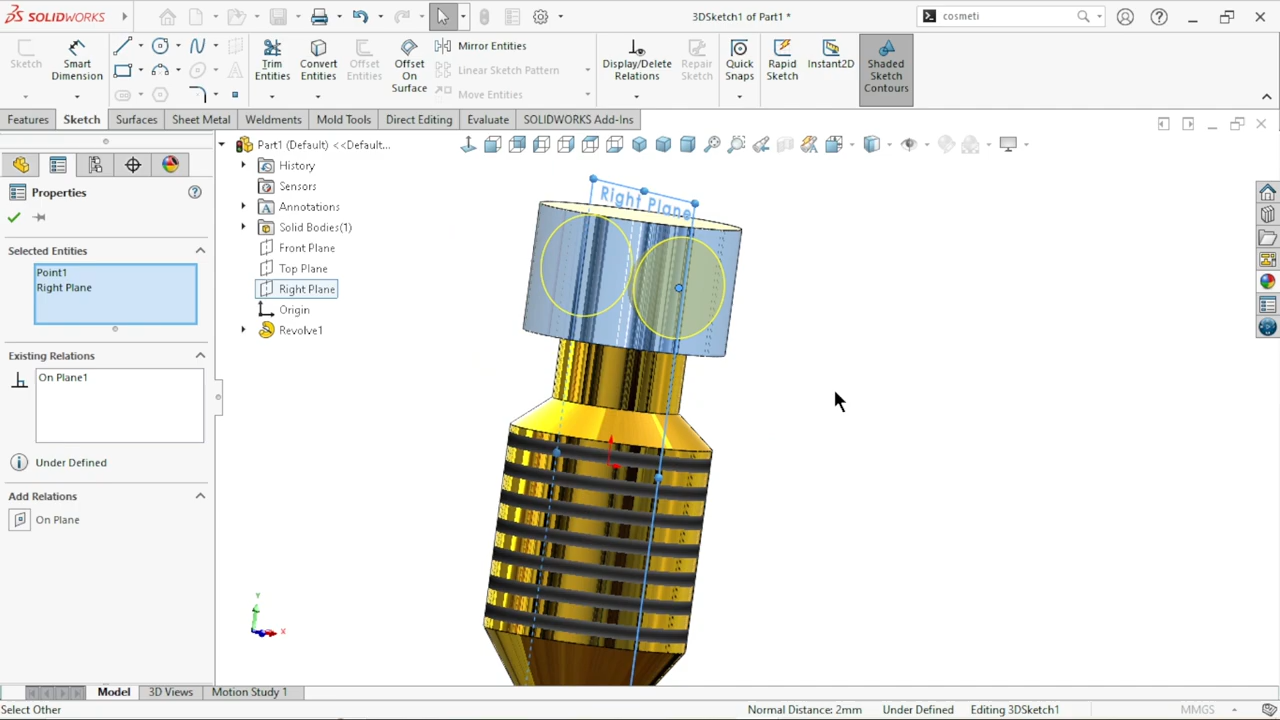 SOLIDWORKS
3DSketch1 of Part1 *
cosmeti
Sketch
Smart Dimension
Trim Entities
Convert Entities
Offset Entities
Offset On Surface
Mirror Entities
Linear Sketch Pattern
Move Entities
Display/Delete Relations
Repair Sketch
Quick Snaps
Rapid Sketch
Instant2D
Shaded Sketch Contours
Features
Sketch
Surfaces
Sheet Metal
Weldments
Mold Tools
Direct Editing
Evaluate
SOLIDWORKS Add-Ins
Properties
Selected Entities
Point1
Right Plane
Existing Relations
On Plane1
Under Defined
Add Relations
On Plane
Part1 (Default) <<Default...
History
Sensors
Annotations
Solid Bodies(1)
Front Plane
Top Plane
Right Plane
Origin
Revolve1
Right Plane
Y
X
Model
3D Views
Motion Study 1
Select Other
Normal Distance: 2mm
Under Defined
Editing 3DSketch1
MMGS